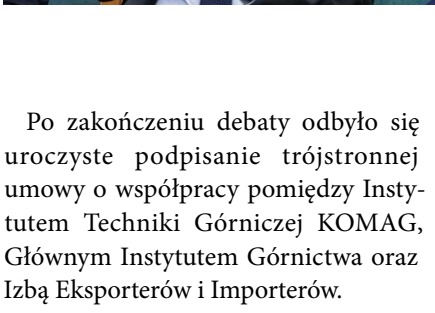 Po zakończeniu debaty odbyło się
uroczyste podpisanie trójstronnej
umowy o współpracy pomiędzy Insty-
tutem Techniki Górniczej KOMAG,
Głównym Instytutem Górnictwa oraz
Izbą Eksporterów i Importerów.